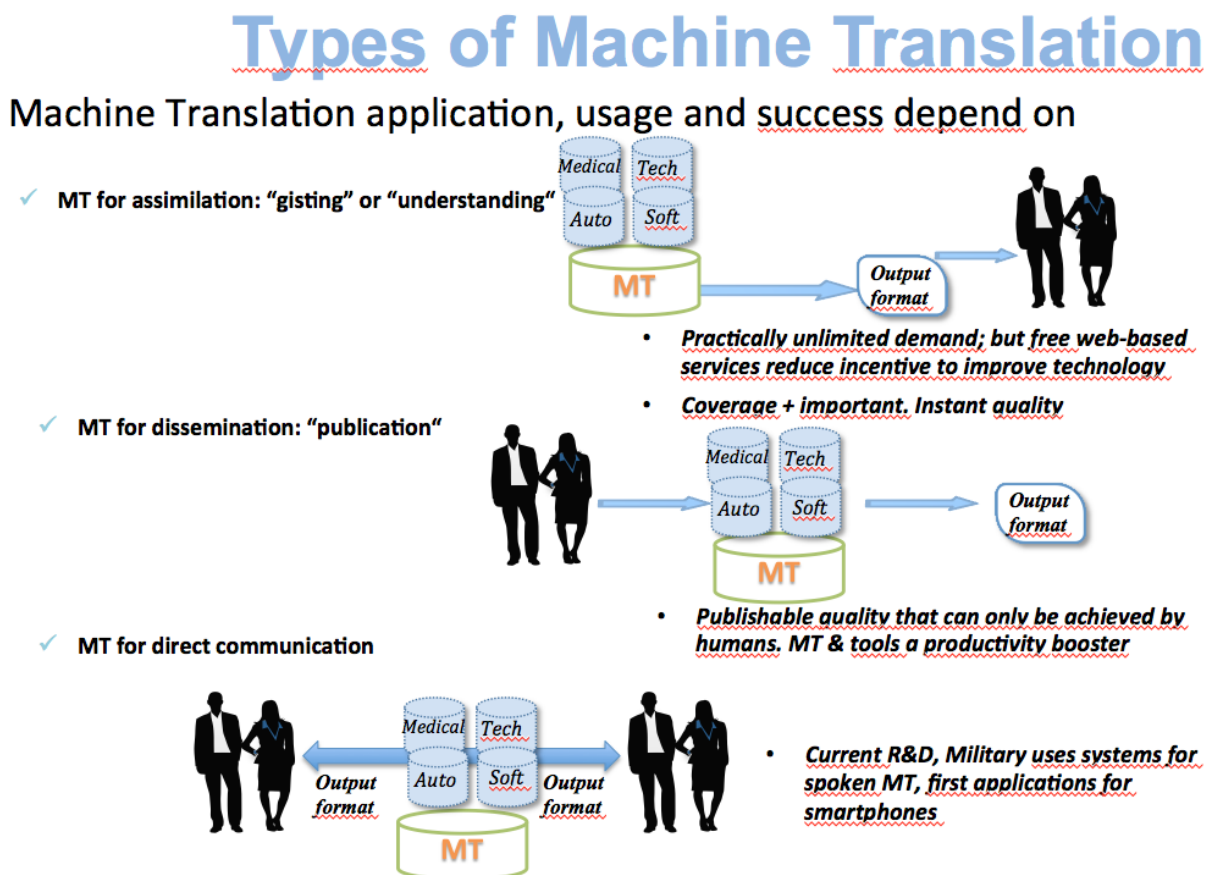 Types of Machine Translation
Machine Translation application, usage and success depend on
✓ MT for assimilation: “gisting” or “understanding“
Medical Tech
Auto Soft
MT
Output
format
• Practically unlimited demand; but free web-based
services reduce incentive to improve technology
• Coverage + important. Instant quality
✓ MT for dissemination: “publication“
Medical Tech
Auto Soft
MT
Output
format
• Publishable quality that can only be achieved by
humans. MT & tools a productivity booster
✓ MT for direct communication
Medical Tech
Auto Soft
Output
format
Output
format
MT
• Current R&D, Military uses systems for
spoken MT, first applications for
smartphones